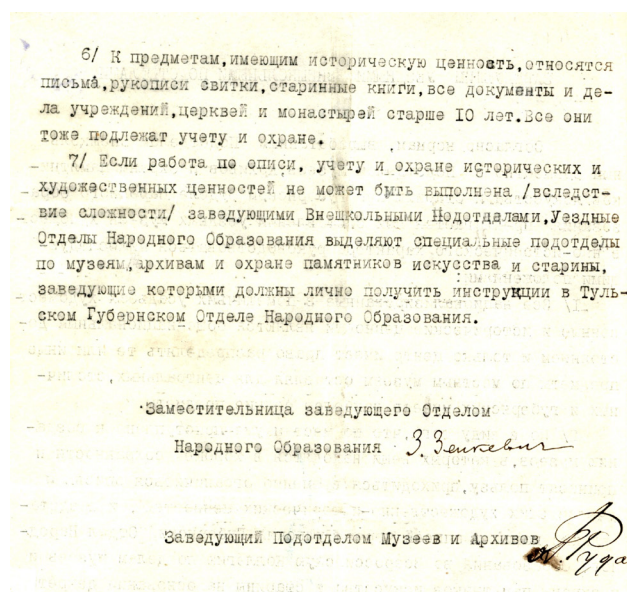 6/ К предметам,имеющим историческую ценность,относятся
письма,рукописи свитки,старинные книги,все документы и де-
ла учреждений,церквей и монастырей старше 10 лет.Все они
тоже подлежат учету и охране.
7/ Если работа по описи, учету и охране исторических и
художественных ценностей не может быть выполнена /вследст-
вие сложности/ заведующими Внешкольными Подотделами,Уездные
Отделы Народного Образования выделяют специальные подотделы
по музеям,архивам и охране памятников искусства и старины,
заведующие которыми должны лично получить инструкции в Туль-
ском Губернском Отделе Народного Образования.
Заместительница заведующего Отделом
Народного Образования З. Зенкевич
Заведующий Подотделом Музеев и Архивов